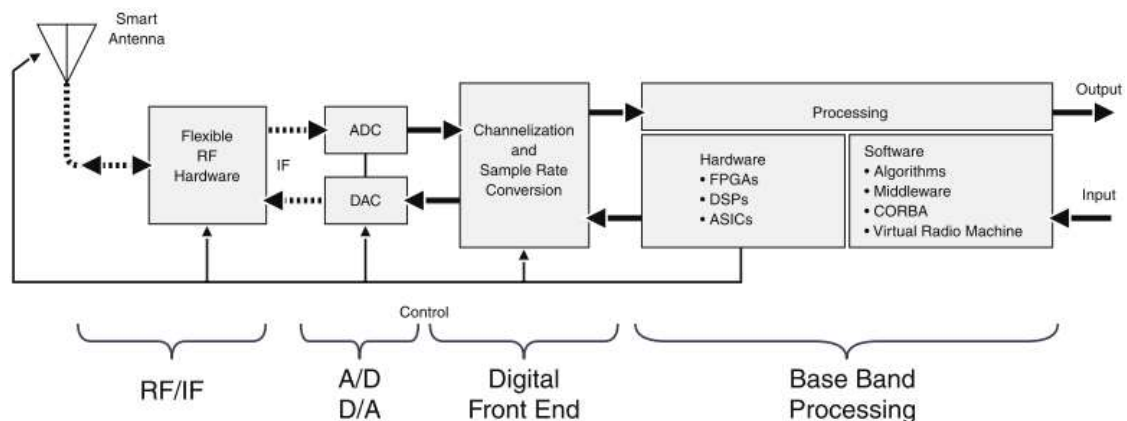 Smart
Antenna
Flexible
RF
Hardware
IF
ADC
DAC
Channelization
and
Sample Rate
Conversion
Processing
Hardware
• FPGAs
• DSPs
• ASICs
Software
• Algorithms
• Middleware
• CORBA
• Virtual Radio Machine
Output
Input
Control
RF/IF
A/D
D/A
Digital
Front End
Base Band
Processing